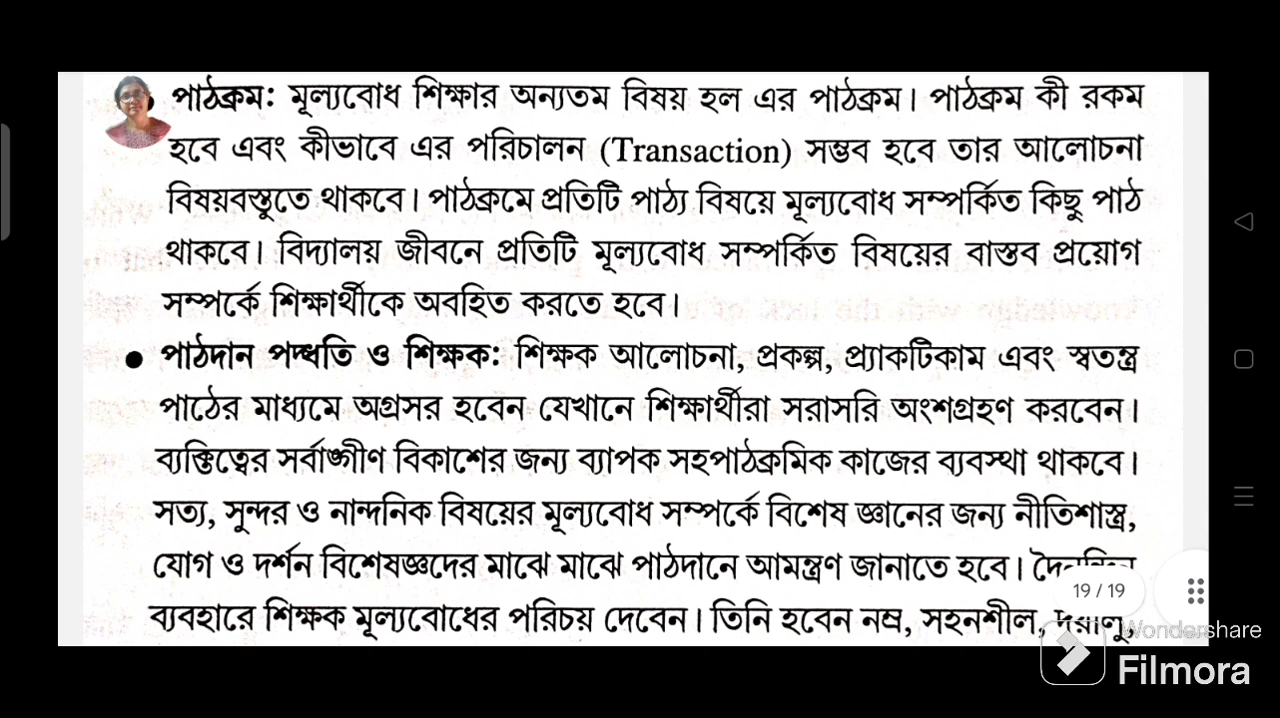 পাঠক্রম: মূল্যবোধ শিক্ষার অন্যতম বিষয় হল এর পাঠক্রম। পাঠক্রম কী রকম
হবে এবং কীভাবে এর পরিচালন (Transaction) সম্ভব হবে তার আলোচনা
বিষয়বস্তুতে থাকবে। পাঠক্রমে প্রতিটি পাঠ্য বিষয়ে মূল্যবোধ সম্পর্কিত কিছু পাঠ
থাকবে। বিদ্যালয় জীবনে প্রতিটি মূল্যবোধ সম্পর্কিত বিষয়ের বাস্তব প্রয়োগ
সম্পর্কে শিক্ষার্থীকে অবহিত করতে হবে।
● পাঠদান পদ্ধতি ও শিক্ষক: শিক্ষক আলোচনা, প্রকল্প, প্র্যাকটিকাম এবং স্বতন্ত্র
পাঠের মাধ্যমে অগ্রসর হবেন যেখানে শিক্ষার্থীরা সরাসরি অংশগ্রহণ করবেন।
ব্যক্তিত্বের সর্বাঙ্গীণ বিকাশের জন্য ব্যাপক সহপাঠক্রমিক কাজের ব্যবস্থা থাকবে।
সত্য, সুন্দর ও নান্দনিক বিষয়ের মূল্যবোধ সম্পর্কে বিশেষ জ্ঞানের জন্য নীতিশাস্ত্র,
যোগ ও দর্শন বিশেষজ্ঞদের মাঝে মাঝে পাঠদানে আমন্ত্রণ জানাতে হবে।
19 / 19
ব্যবহারে শিক্ষক মূল্যবোধের পরিচয় দেবেন। তিনি হবেন নম্র, সহনশীল,
Wondershare
Filmora